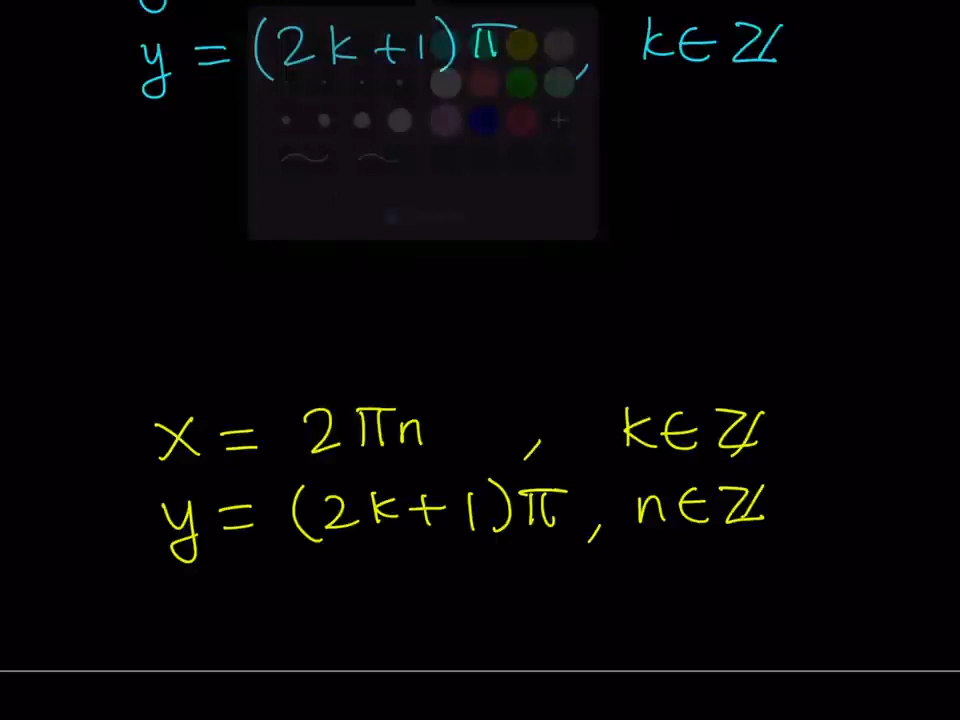 y = (2k+1)π, k∈ℤ
x = 2πn , k∈ℤ
y = (2k+1)π, n∈ℤ